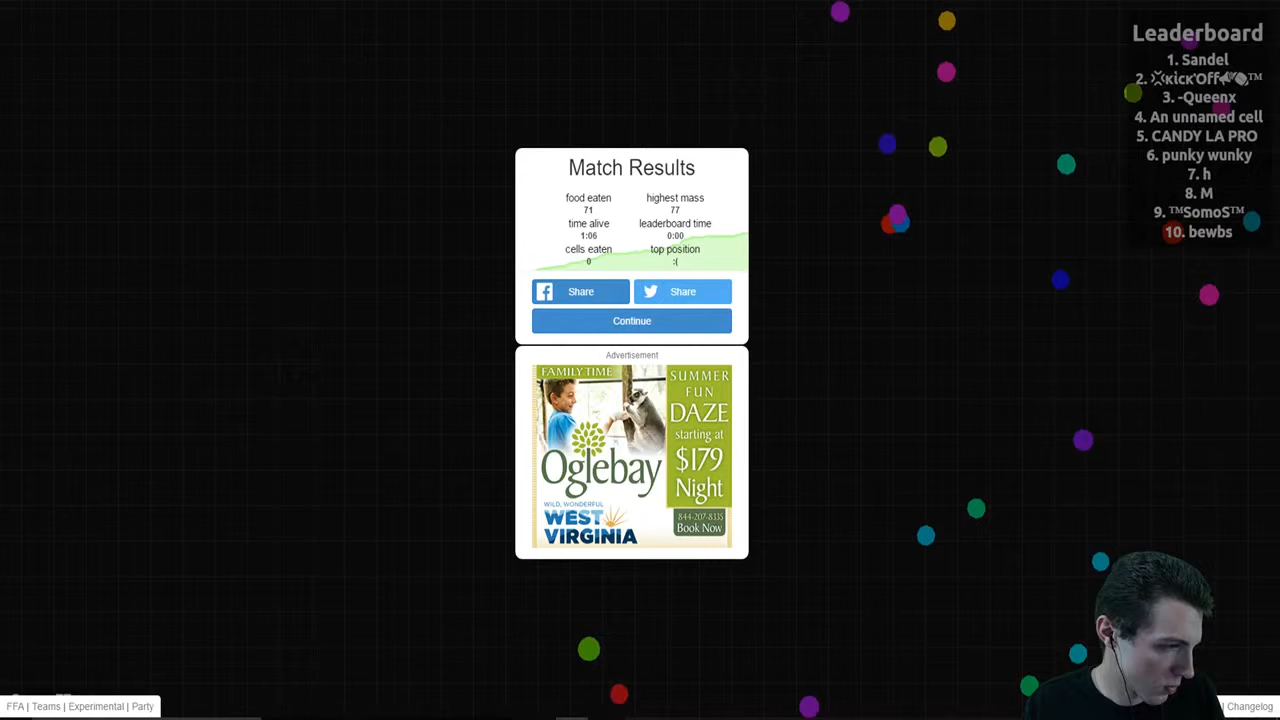 Leaderboard
1. Sandel
3. -Queenx
4. An unnamed cell
5. CANDY LA PRO
6. punky wunky
7. h
8. M
9. ™SomoS™
10. bewbs
Match Results
food eaten highest mass
71 77
time alive leaderboard time
1:06 0:00
cells eaten top position
0 :(
Share Share
Continue
Advertisement
FAMILY TIME
SUMMER
FUN
DAZE
starting at
$179
Night
Oglebay
WILD, WONDERFUL
WEST
VIRGINIA
844-207-8335
Book Now
FFA | Teams | Experimental | Party
| Changelog